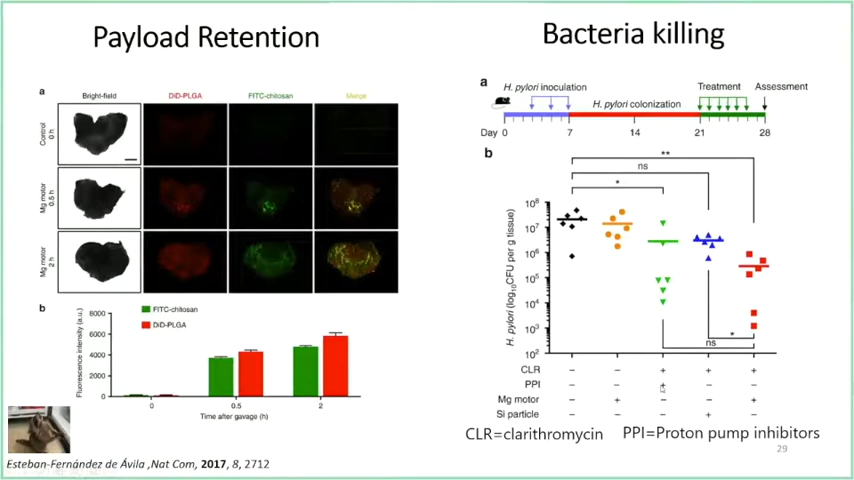 Payload Retention
a
Bright-field DiD-PLGA FITC-chitosan Merge
Control
0 h
Mg motor
0.5 h
Mg motor
2 h
b
FITC-chitosan
DiD-PLGA
Fluorescence intensity (a.u.)
8000
6000
4000
2000
0
0 0.5 2
Time after gavage (h)
Esteban-Fernández de Ávila ,Nat Com, 2017, 8, 2712
Bacteria killing
a
H. pylori inoculation Treatment Assessment
H. pylori colonization
Day 0 7 14 21 28
b
**
ns
*
H. pylori (log10CFU per g tissue)
10^8
10^7
10^6
10^5
10^4
10^3
10^2
*
ns
CLR – – + + +
PPI – – + – –
Mg motor – + – – +
Si particle – – – + –
CLR=clarithromycin PPI=Proton pump inhibitors
29